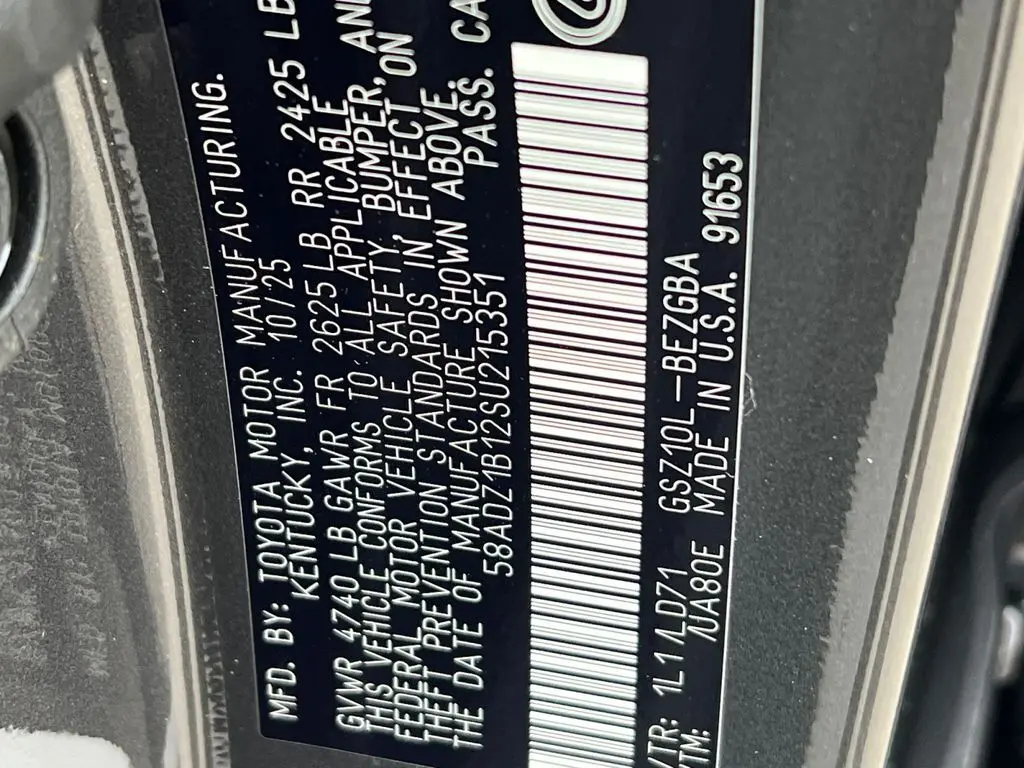 MFD. BY: TOYOTA MOTOR MANUFACTURING.
KENTUCKY, INC. 10/25
GVWR 4740 LB GAWR FR 2625 LB RR 2425 LB
THIS VEHICLE CONFORMS TO ALL APPLICABLE
FEDERAL MOTOR VEHICLE SAFETY, BUMPER, AND
THEFT PREVENTION STANDARDS IN EFFECT ON
THE DATE OF MANUFACTURE SHOWN ABOVE.
58ADZ1B12SU215351 PASS. CA
/TR: 1L1/LD71 GSZ10L-BEZGBA
TM: /UA80E MADE IN U.S.A. 91653